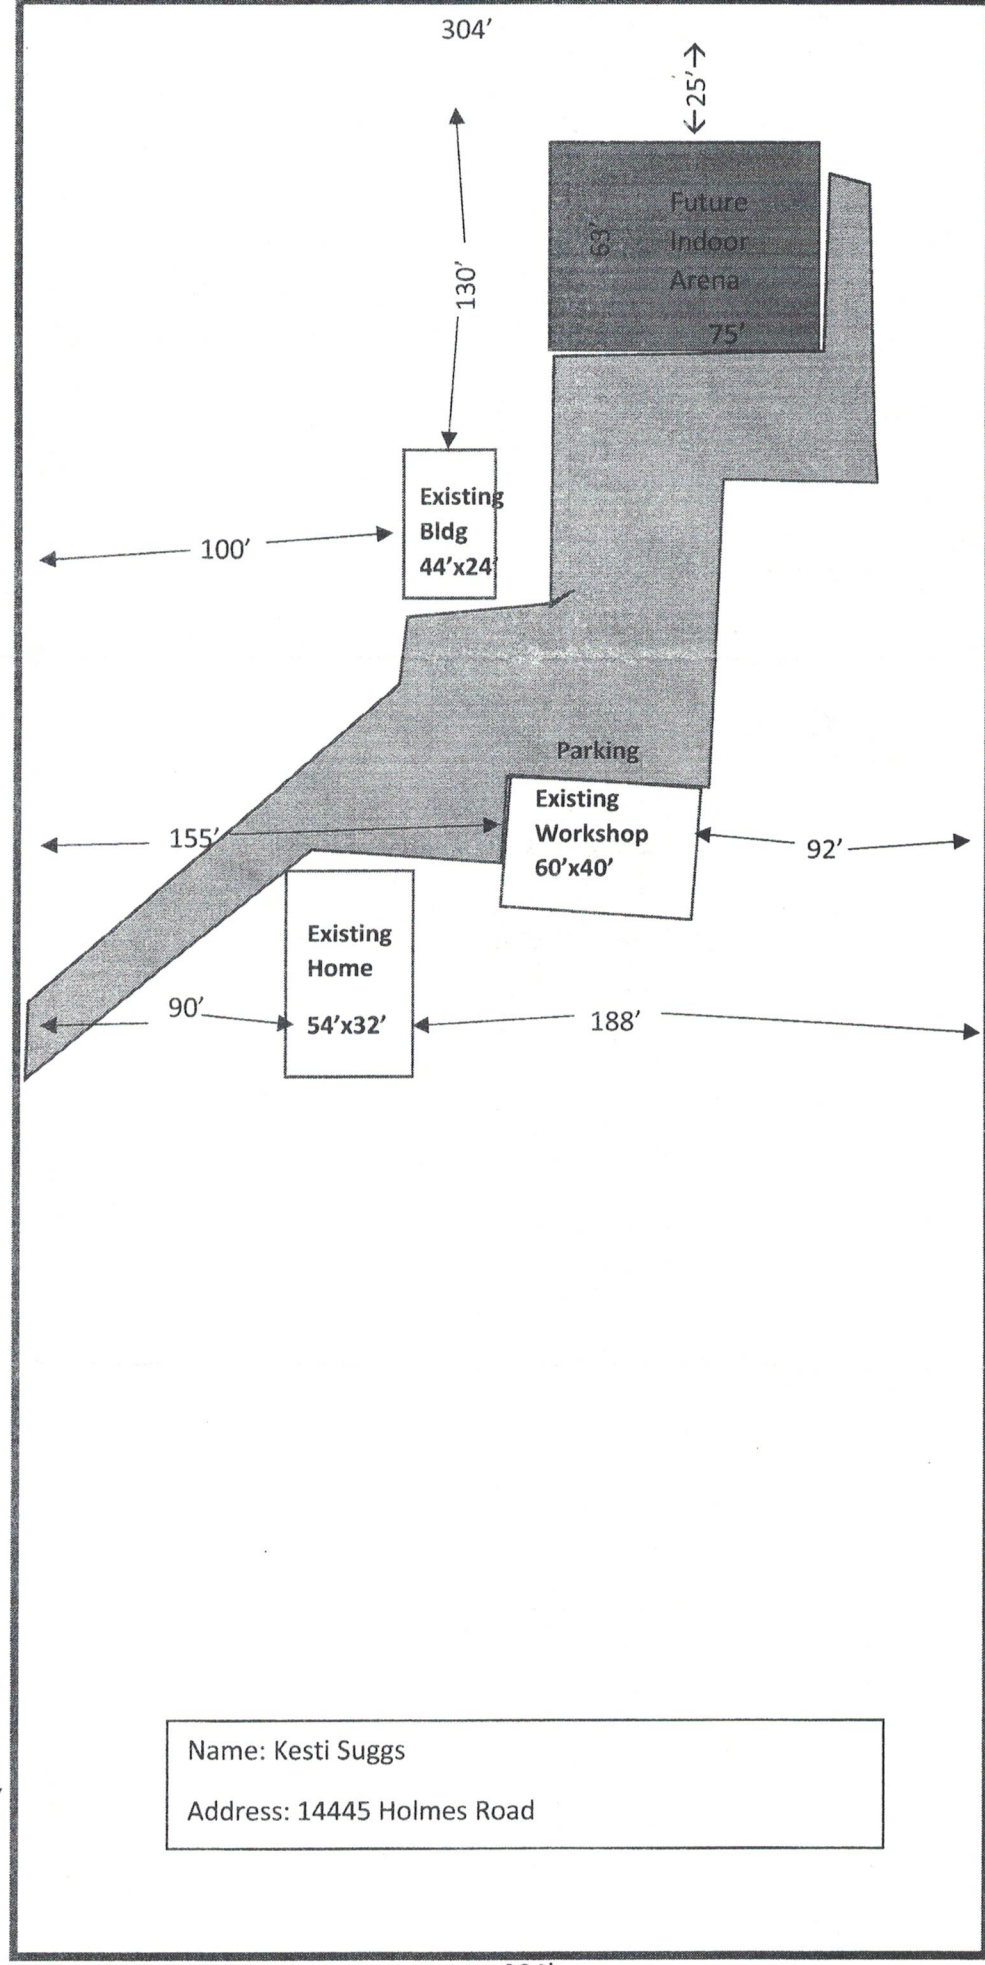 304’
25’
Future
Indoor
Arena
63’
75’
130’
Existing
Bldg
44’x24’
100’
Parking
Existing
Workshop
60’x40’
155’
92’
Existing
Home
54’x32’
90’
188’
Name: Kesti Suggs
Address: 14445 Holmes Road